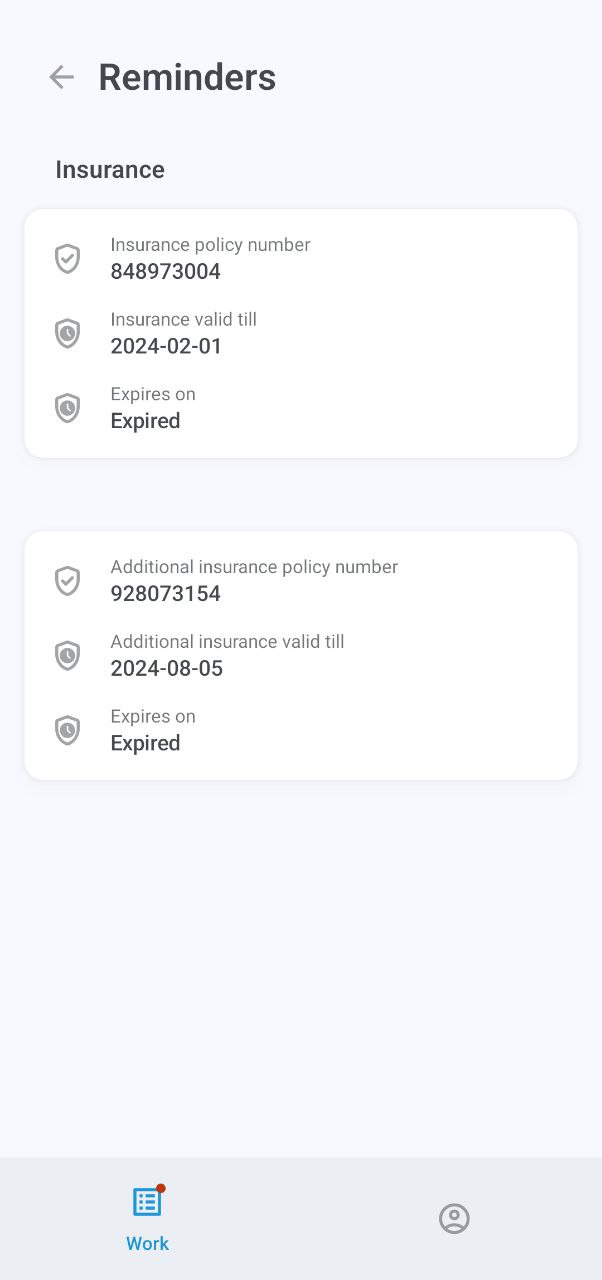 Reminders
Insurance
Insurance policy number
848973004
Insurance valid till
2024-02-01
Expires on
Expired
Additional insurance policy number
928073154
Additional insurance valid till
2024-08-05
Expires on
Expired
Work